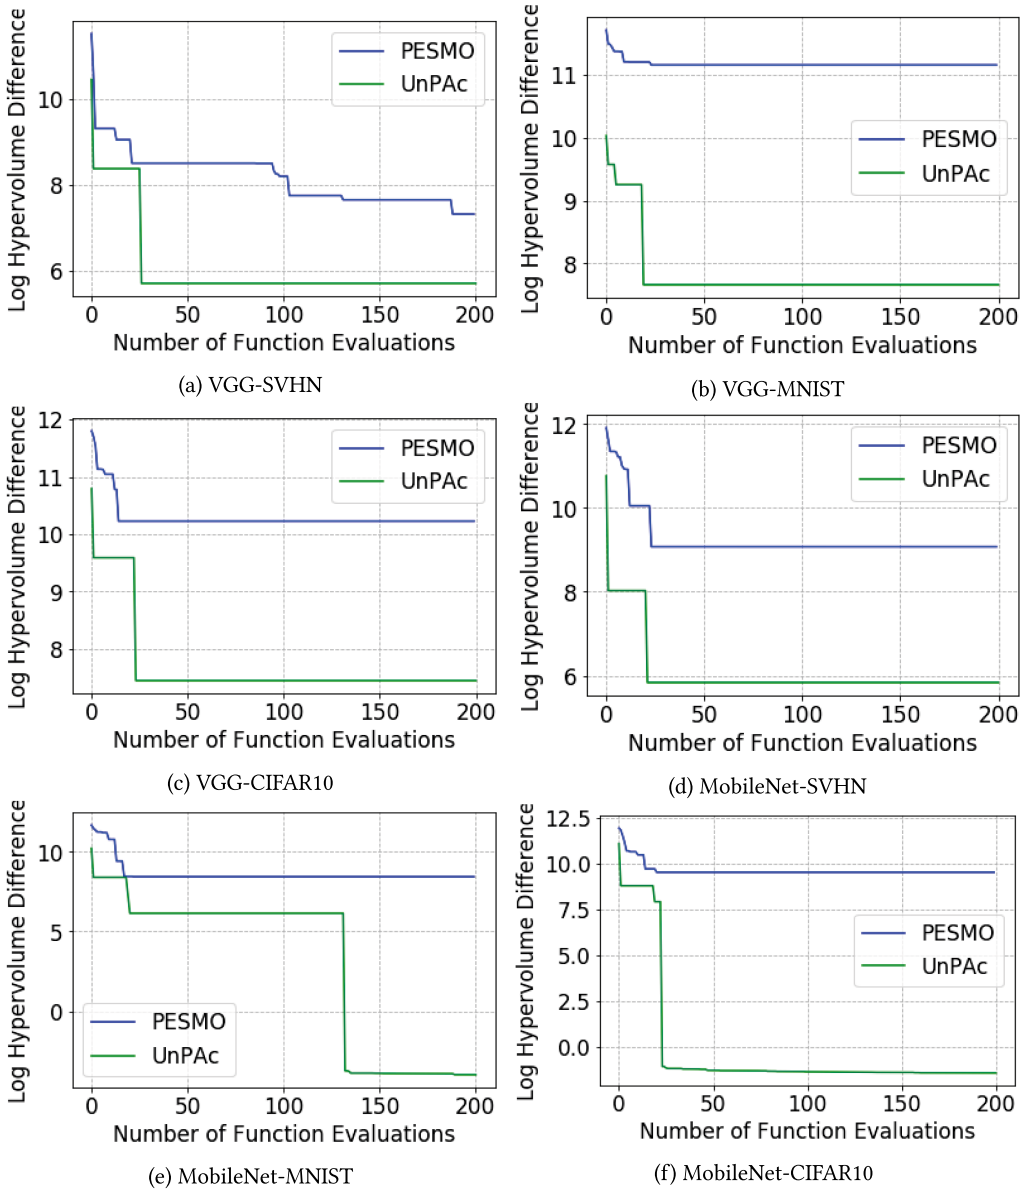 Log Hypervolume Difference
10
8
6
PESMO
UnPAc
0 50 100 150 200
Number of Function Evaluations
(a) VGG-SVHN
Log Hypervolume Difference
11
10
9
8
PESMO
UnPAc
0 50 100 150 200
Number of Function Evaluations
(b) VGG-MNIST
Log Hypervolume Difference
12
11
10
9
8
PESMO
UnPAc
0 50 100 150 200
Number of Function Evaluations
(c) VGG-CIFAR10
Log Hypervolume Difference
12
10
8
6
PESMO
UnPAc
0 50 100 150 200
Number of Function Evaluations
(d) MobileNet-SVHN
Log Hypervolume Difference
10
5
0
PESMO
UnPAc
0 50 100 150 200
Number of Function Evaluations
(e) MobileNet-MNIST
Log Hypervolume Difference
12.5
10.0
7.5
5.0
2.5
0.0
PESMO
UnPAc
0 50 100 150 200
Number of Function Evaluations
(f) MobileNet-CIFAR10